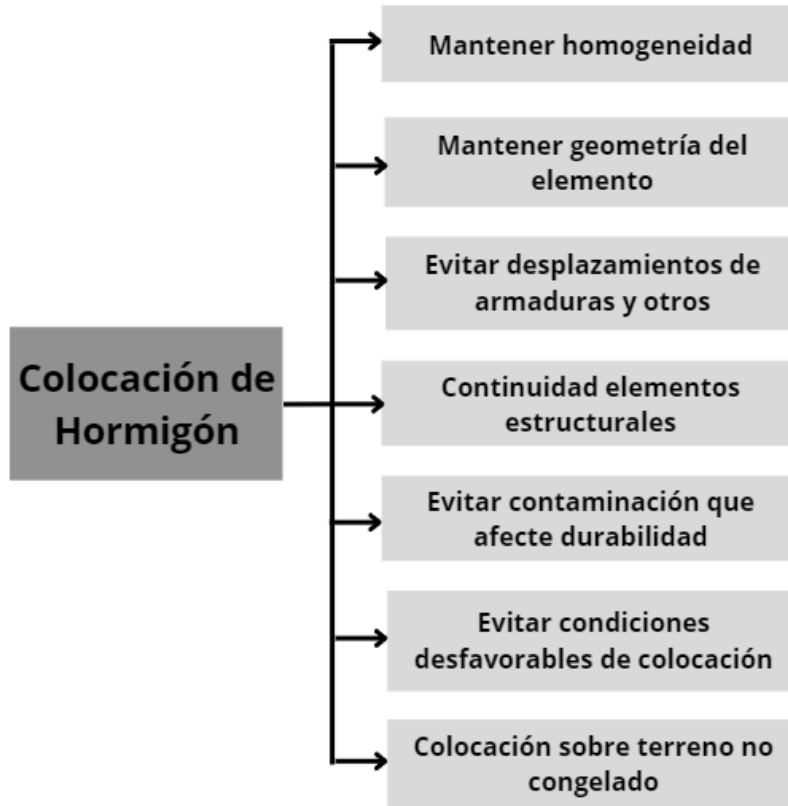 Mantener homogeneidad
Mantener geometría del
elemento
Evitar desplazamientos de
armaduras y otros
Colocación de
Hormigón
Continuidad elementos
estructurales
Evitar contaminación que
afecte durabilidad
Evitar condiciones
desfavorables de colocación
Colocación sobre terreno no
congelado